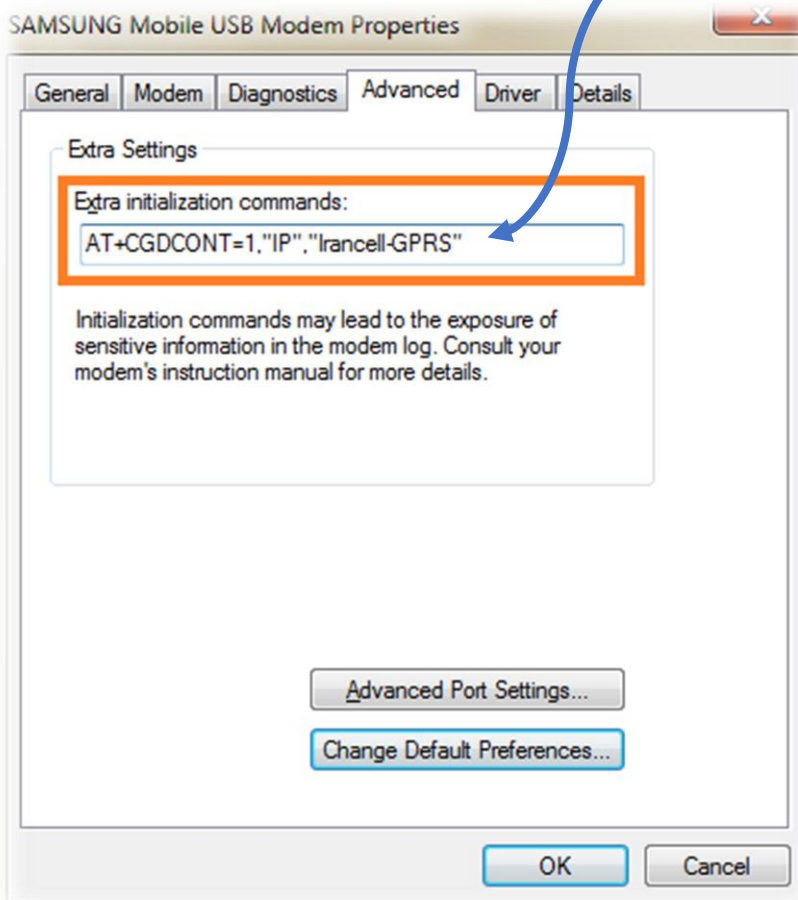 SAMSUNG Mobile USB Modem Properties
General Modem Diagnostics Advanced Driver Details
Extra Settings
Extra initialization commands:
AT+CGDCONT=1,"IP","Irancell-GPRS"
Initialization commands may lead to the exposure of
sensitive information in the modem log. Consult your
modem's instruction manual for more details.
Advanced Port Settings...
Change Default Preferences...
OK Cancel